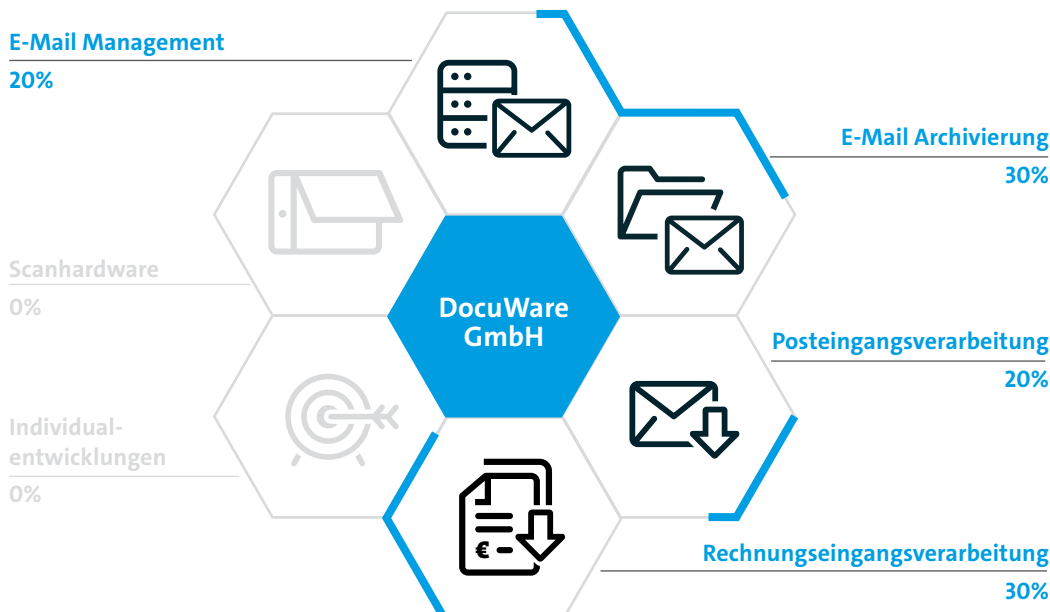 E-Mail Management
20%
E-Mail Archivierung
30%
Scanhardware
0%
DocuWare
GmbH
Posteingangsverarbeitung
20%
Individual-
entwicklungen
0%
€
Rechnungseingangsverarbeitung
30%